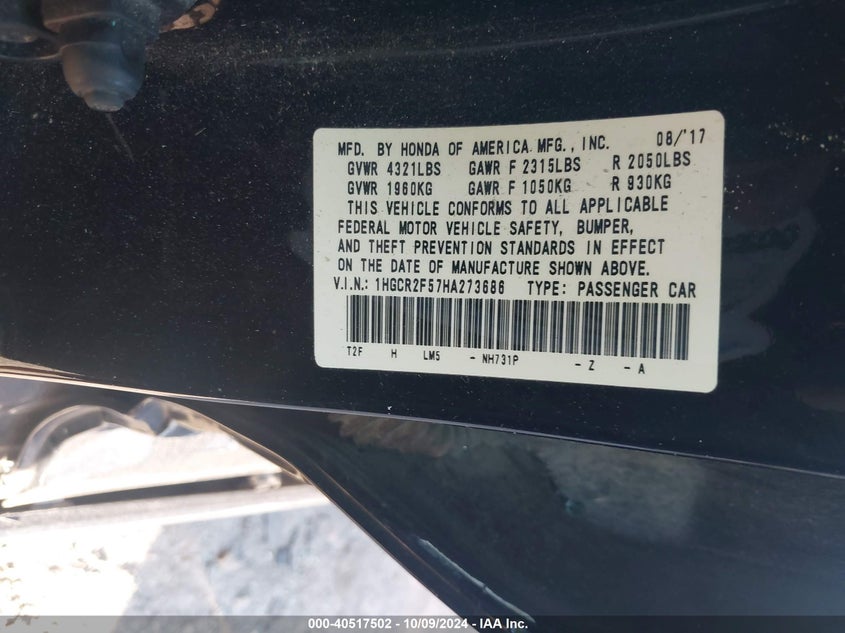 MFD. BY HONDA OF AMERICA MFG., INC. 08/'17
GVWR 4321LBS GAWR F 2315LBS R 2050LBS
GVWR 1960KG GAWR F 1050KG R 930KG
THIS VEHICLE CONFORMS TO ALL APPLICABLE
FEDERAL MOTOR VEHICLE SAFETY, BUMPER,
AND THEFT PREVENTION STANDARDS IN EFFECT
ON THE DATE OF MANUFACTURE SHOWN ABOVE.
V.I.N.: 1HGCR2F57HA273686 TYPE: PASSENGER CAR
T2F H LM5 - NH731P - Z - A
000-40517502 - 10/09/2024 - IAA Inc.